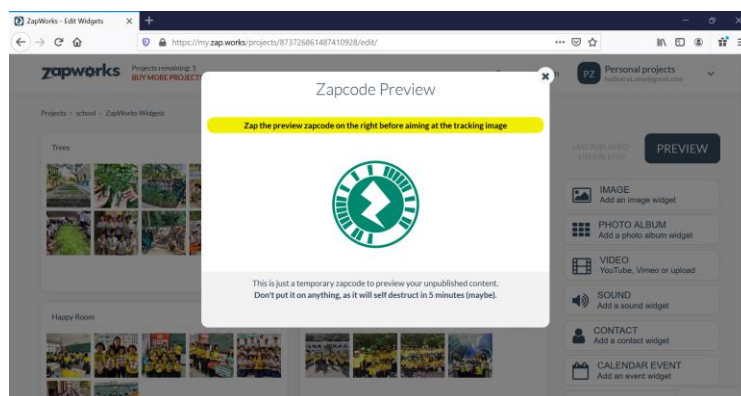 ZapWorks - Edit Widgets
https://my.zap.works/projects/873726861487410928/edit/
zapworks
Projects remaining: 1
BUY MORE PROJECTS
PZ
Personal projects
Projects > school > ZapWorks Widgets
Zapcode Preview
Zap the preview zapcode on the right before aiming at the tracking image
This is just a temporary zapcode to preview your unpublished content.
Don't put it on anything, as it will self destruct in 5 minutes (maybe).
Trees
Happy Room
LAST PUBLISHED:
PREVIEW
IMAGE
Add an image widget
PHOTO ALBUM
Add a photo album widget
VIDEO
YouTube, Vimeo or upload
SOUND
Add a sound widget
CONTACT
Add a contact widget
CALENDAR EVENT
Add an event widget